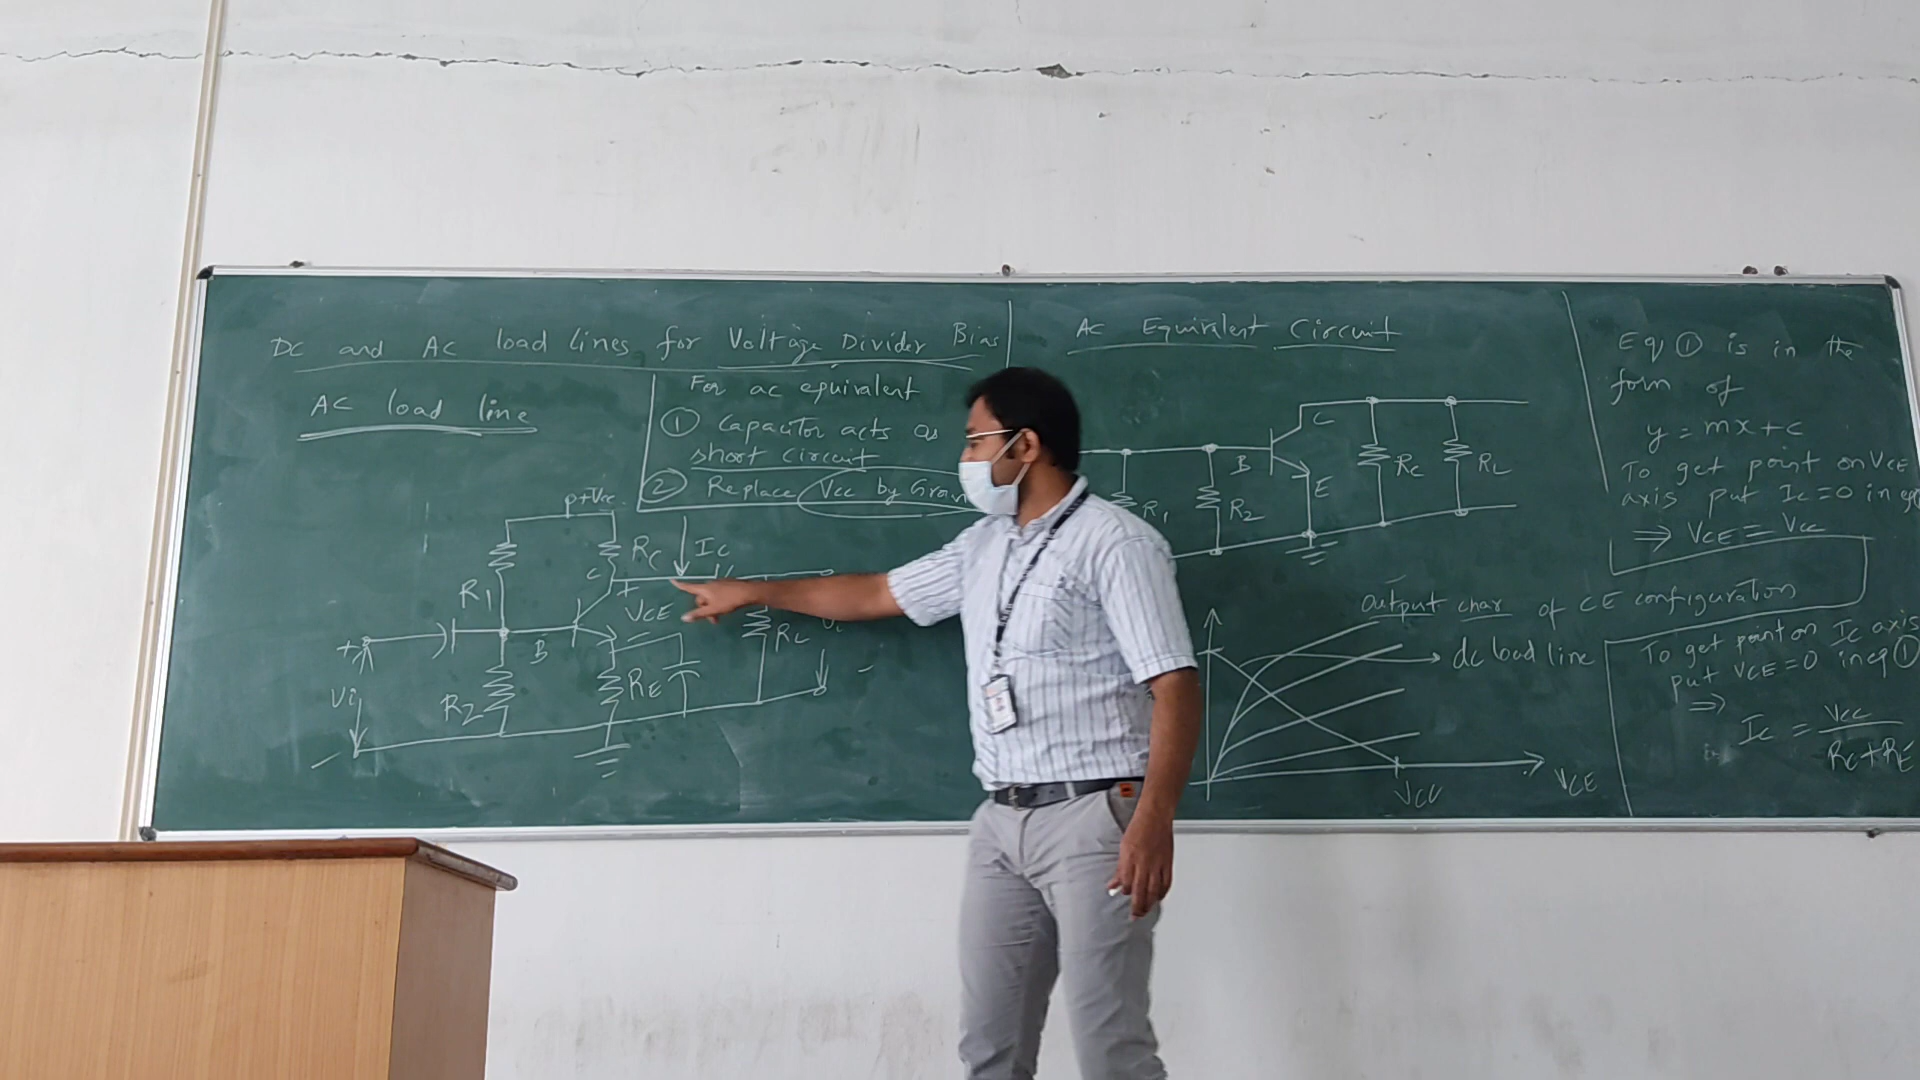 DC and AC load lines for Voltage Divider Bias
AC load line
For ac equivalent
① Capacitor acts as
short circuit
② Replace Vcc by Groun
+Vcc
R1
RC
IC
C
+
VCE
B
+
Vi
R2
RE
RL
AC Equivalent Circuit
C
B
E
R1
R2
RC
RL
Output char of CE configuration
dc load line
VCC
VCE
Eq ① is in the
form of
y = mx + c
To get point on VCE
axis put Ic = 0 in eq
⇒ VCE = Vcc
To get point on Ic axis
put VCE = 0 in eq ①
⇒
Ic = Vcc
RC + RE